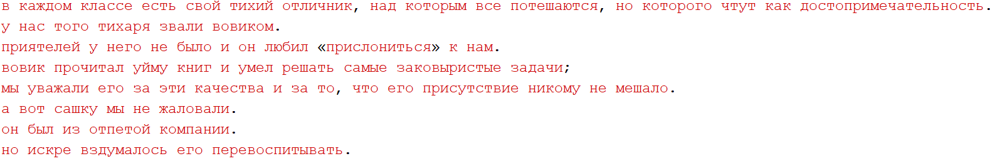 в каждом классе есть свой тихий отличник, над которым все потешаются, но которого чтут как достопримечательность.
у нас того тихаря звали вовиком.
приятелей у него не было и он любил «прислониться» к нам.
вовик прочитал уйму книг и умел решать самые заковыристые задачи;
мы уважали его за эти качества и за то, что его присутствие никому не мешало.
а вот сашку мы не жаловали.
он был из отпетой компании.
но искре вздумалось его перевоспитывать.